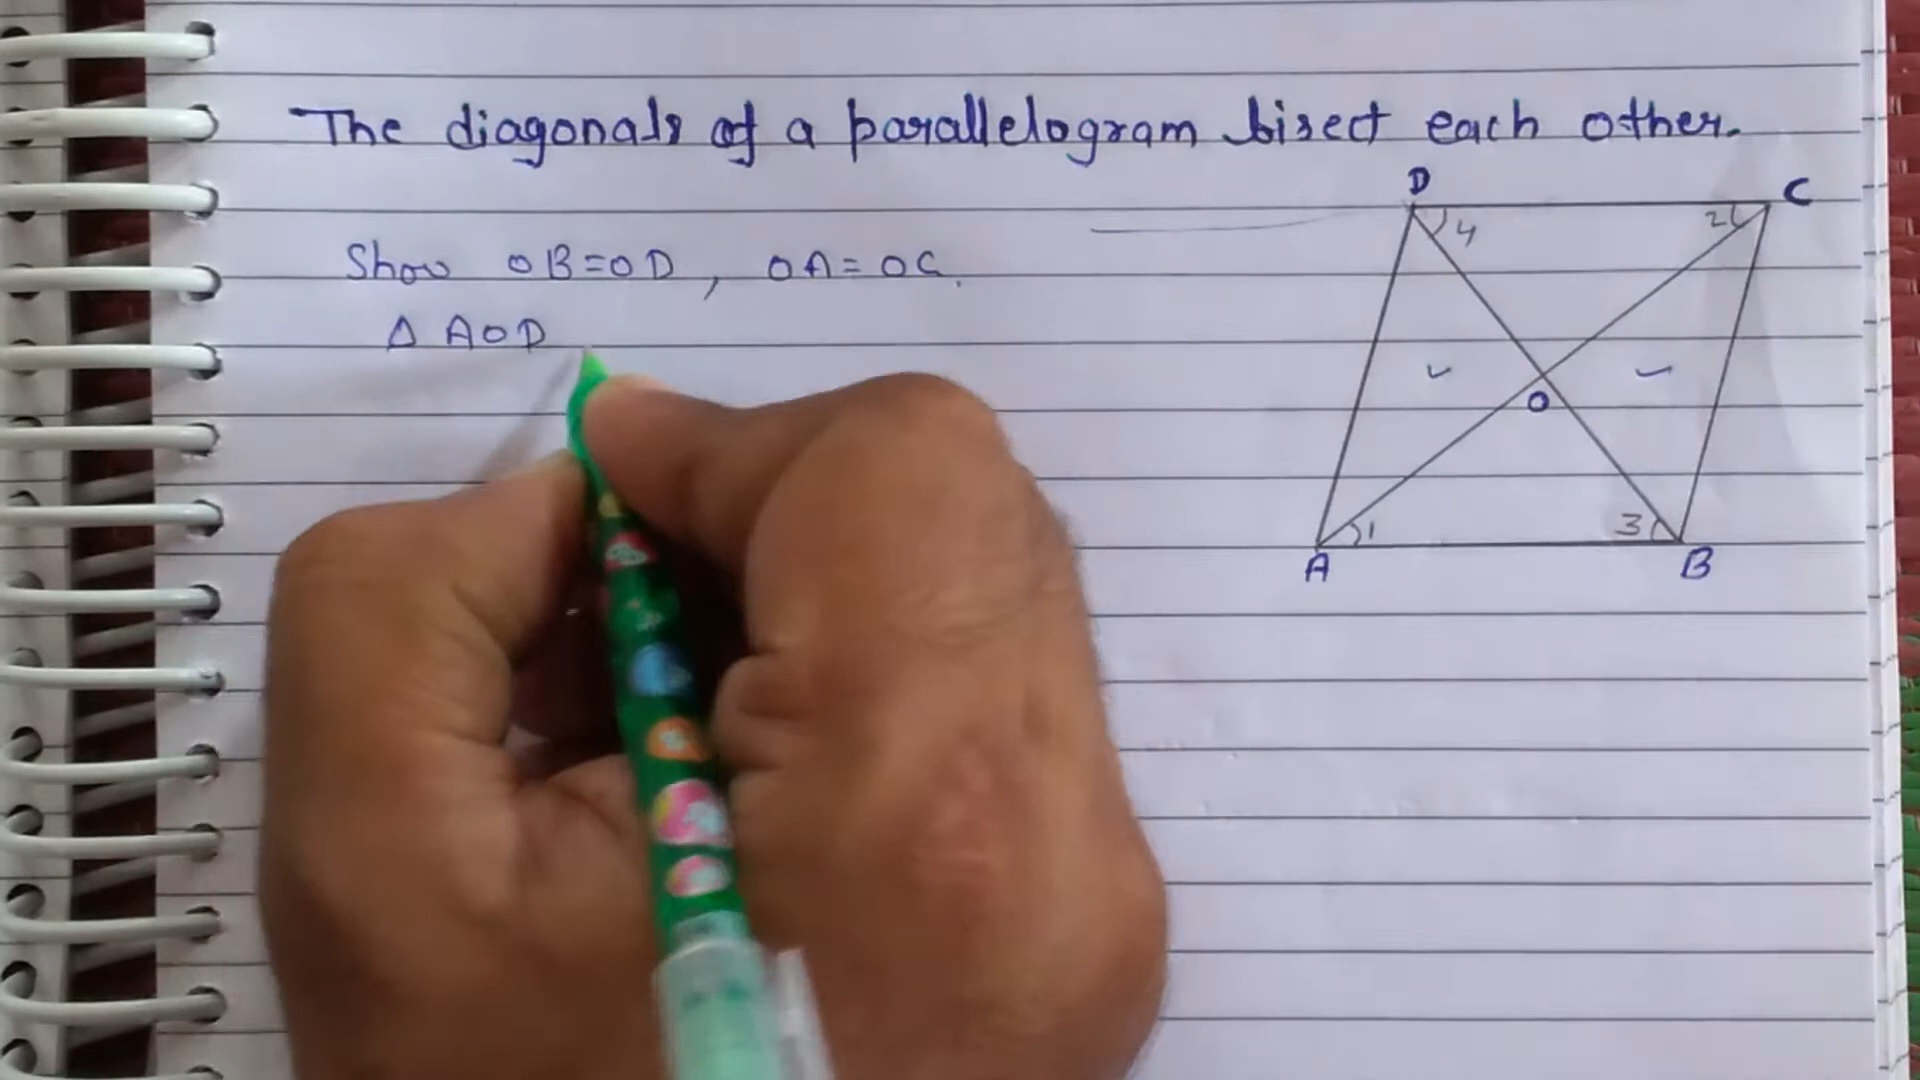 The diagonals of a parallelogram bisect each other.
Show OB=OD, OA=OC.
Δ AOD
D
C
4
2
O
1
3
A
B